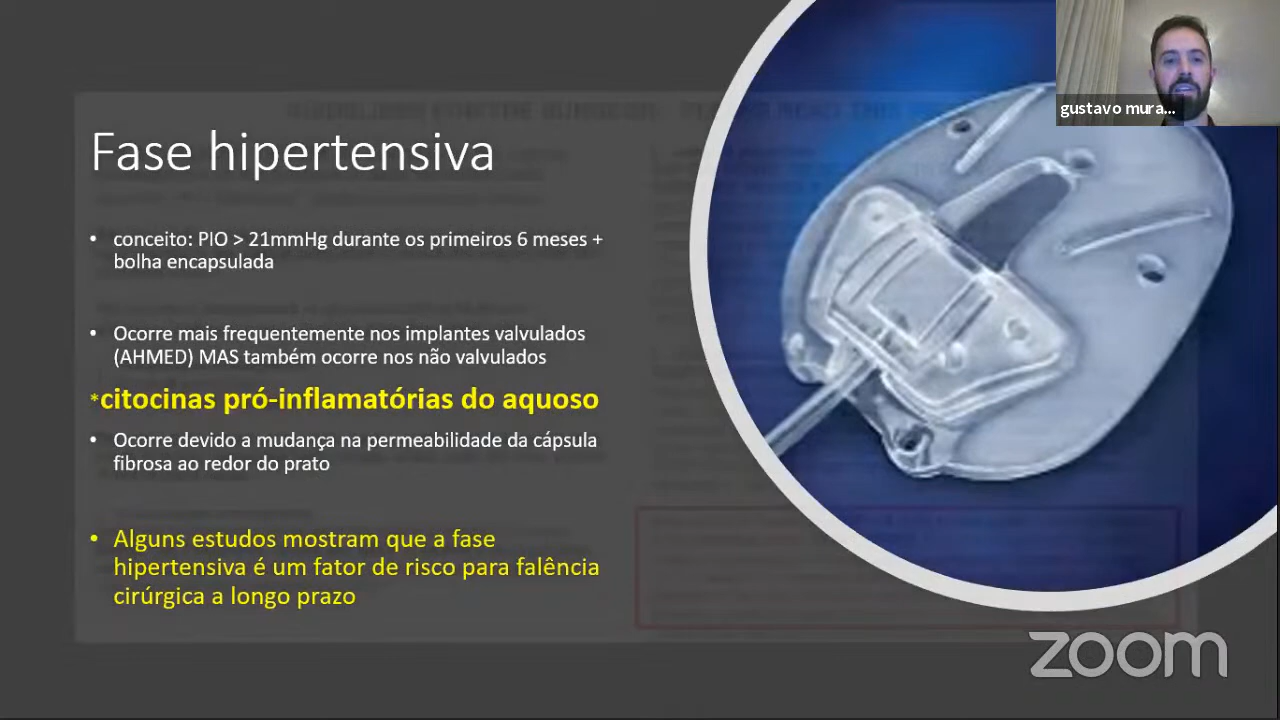 gustavo mura...
Fase hipertensiva
• conceito: PIO > 21mmHg durante os primeiros 6 meses +
bolha encapsulada
• Ocorre mais frequentemente nos implantes valvulados
(AHMED) MAS também ocorre nos não valvulados
*citocinas pró-inflamatórias do aquoso
• Ocorre devido a mudança na permeabilidade da cápsula
fibrosa ao redor do prato
• Alguns estudos mostram que a fase
hipertensiva é um fator de risco para falência
cirúrgica a longo prazo
zoom